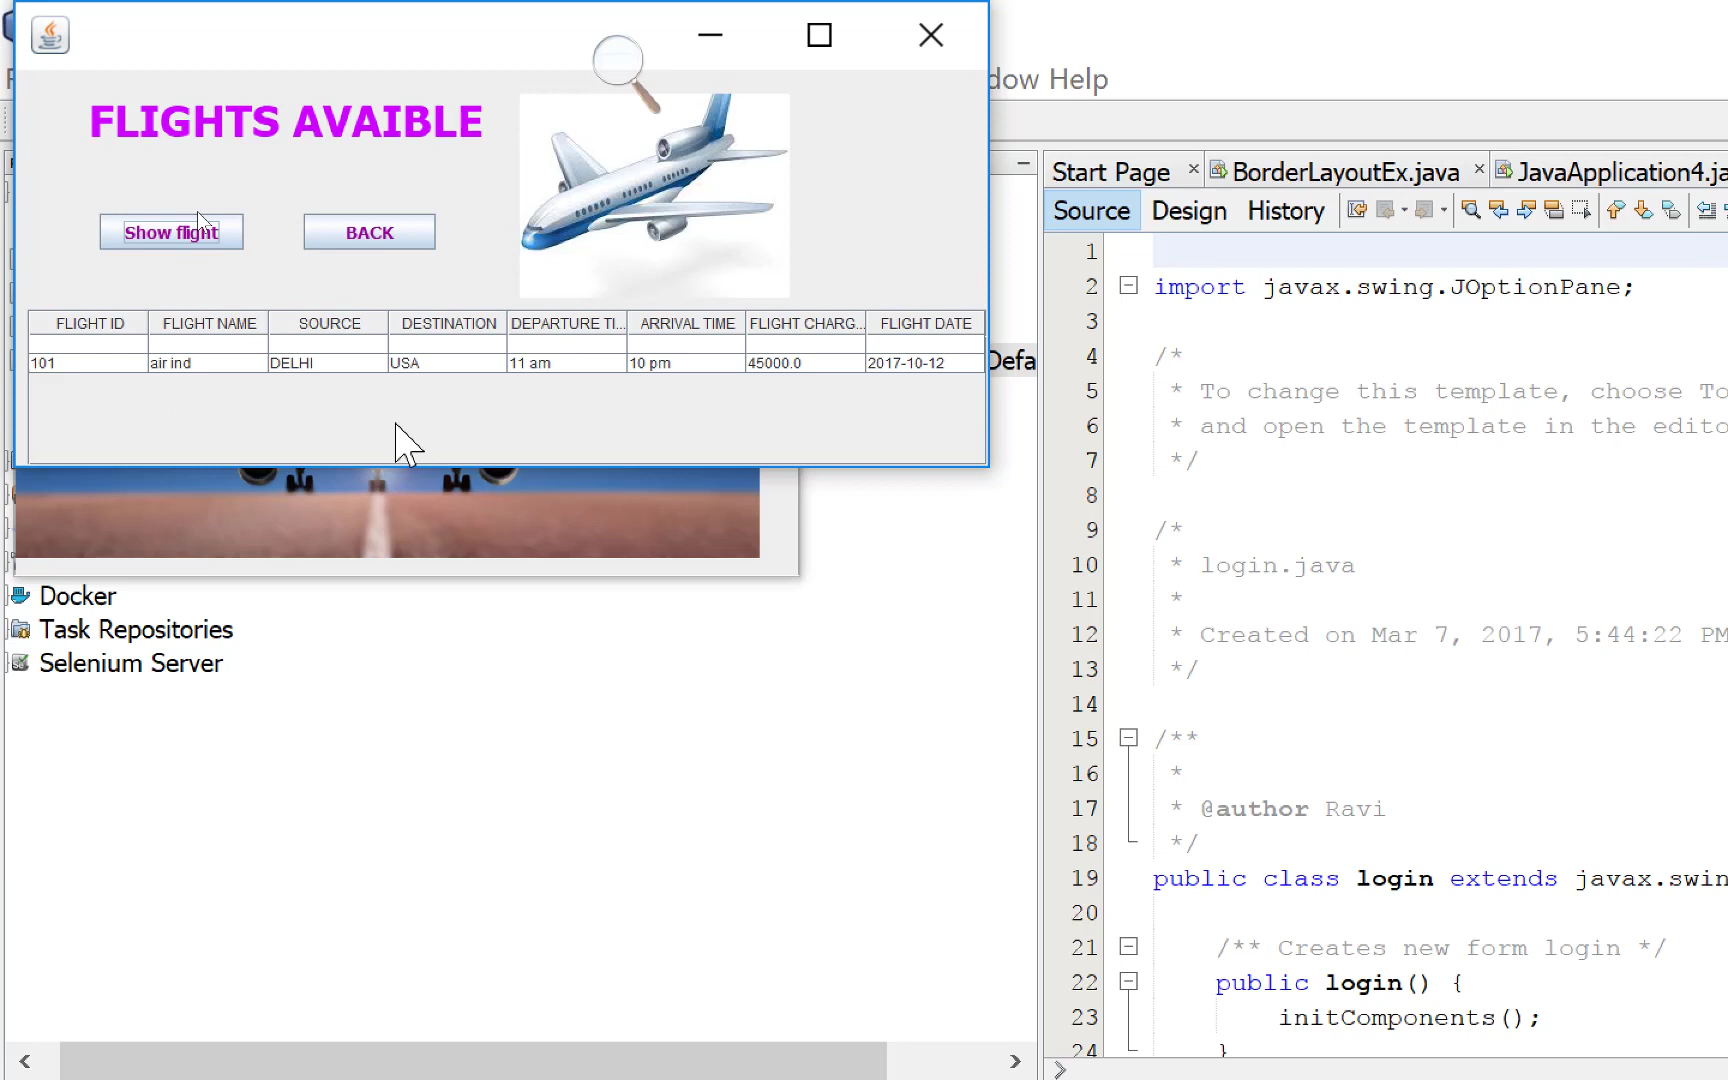 FLIGHTS AVAIBLE
Show flight
BACK
FLIGHT ID FLIGHT NAME SOURCE DESTINATION DEPARTURE TI... ARRIVAL TIME FLIGHT CHARG... FLIGHT DATE
101 air ind DELHI USA 11 am 10 pm 45000.0 2017-10-12
Docker
Task Repositories
Selenium Server
dow Help
Start Page BorderLayoutEx.java JavaApplication4.ja
Source Design History
Defa
1
2 import javax.swing.JOptionPane;
3
4 /*
5 * To change this template, choose To
6 * and open the template in the edito
7 */
8
9 /*
10 * login.java
11 *
12 * Created on Mar 7, 2017, 5:44:22 PM
13 */
14
15 /**
16 *
17 * @author Ravi
18 */
19 public class login extends javax.swin
20
21 /** Creates new form login */
22 public login() {
23 initComponents();
24 }